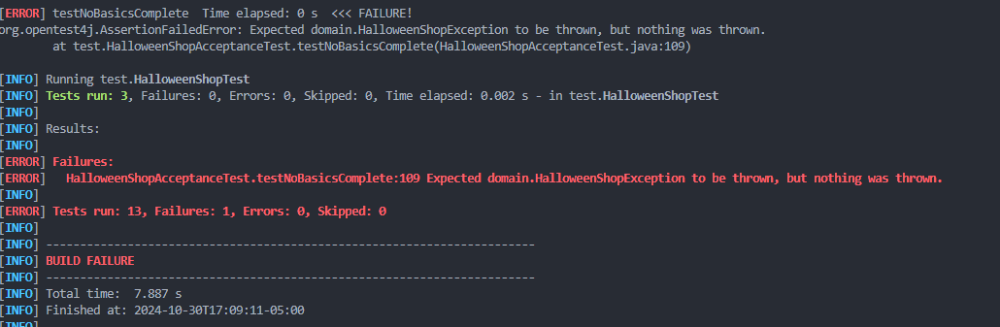 [ERROR] testNoBasicsComplete  Time elapsed: 0 s  <<< FAILURE!
org.opentest4j.AssertionFailedError: Expected domain.HalloweenShopException to be thrown, but nothing was thrown.
        at test.HalloweenShopAcceptanceTest.testNoBasicsComplete(HalloweenShopAcceptanceTest.java:109)
[INFO] Running test.HalloweenShopTest
[INFO] Tests run: 3, Failures: 0, Errors: 0, Skipped: 0, Time elapsed: 0.002 s - in test.HalloweenShopTest
[INFO]
[INFO] Results:
[INFO]
[ERROR] Failures:
[ERROR]   HalloweenShopAcceptanceTest.testNoBasicsComplete:109 Expected domain.HalloweenShopException to be thrown, but nothing was thrown.
[INFO]
[ERROR] Tests run: 13, Failures: 1, Errors: 0, Skipped: 0
[INFO]
[INFO] ------------------------------------------------------------------------
[INFO] BUILD FAILURE
[INFO] ------------------------------------------------------------------------
[INFO] Total time:  7.887 s
[INFO] Finished at: 2024-10-30T17:09:11-05:00
[INFO]